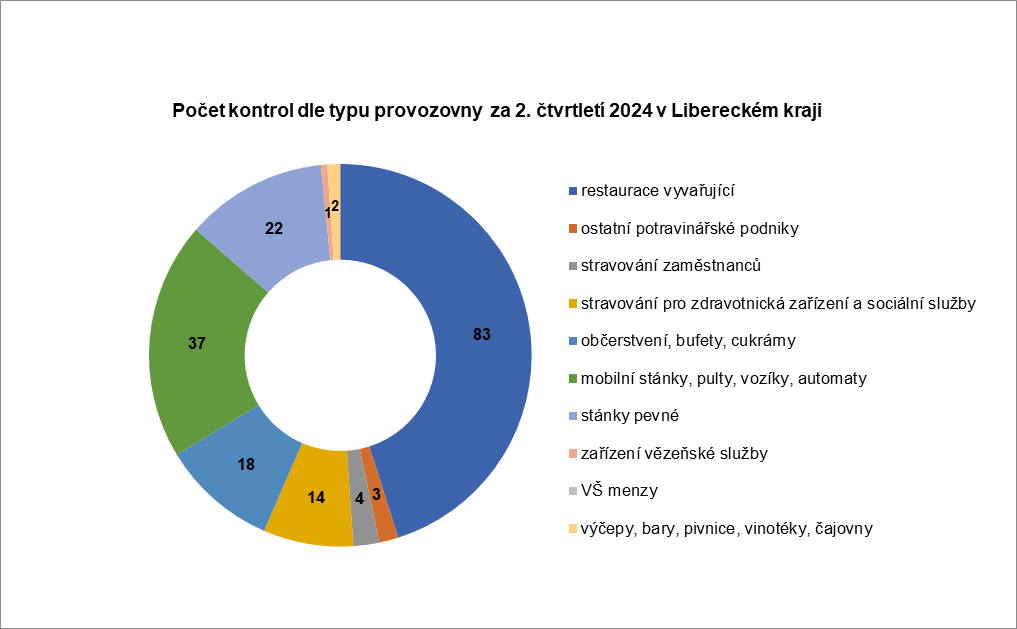 Počet kontrol dle typu provozovny za 2. čtvrtletí 2024 v Libereckém kraji
83
3
4
14
18
37
22
1
2
restaurace vyvařující
ostatní potravinářské podniky
stravování zaměstnanců
stravování pro zdravotnická zařízení a sociální služby
občerstvení, bufety, cukrárny
mobilní stánky, pulty, vozíky, automaty
stánky pevné
zařízení vězeňské služby
VŠ menzy
výčepy, bary, pivnice, vinotéky, čajovny